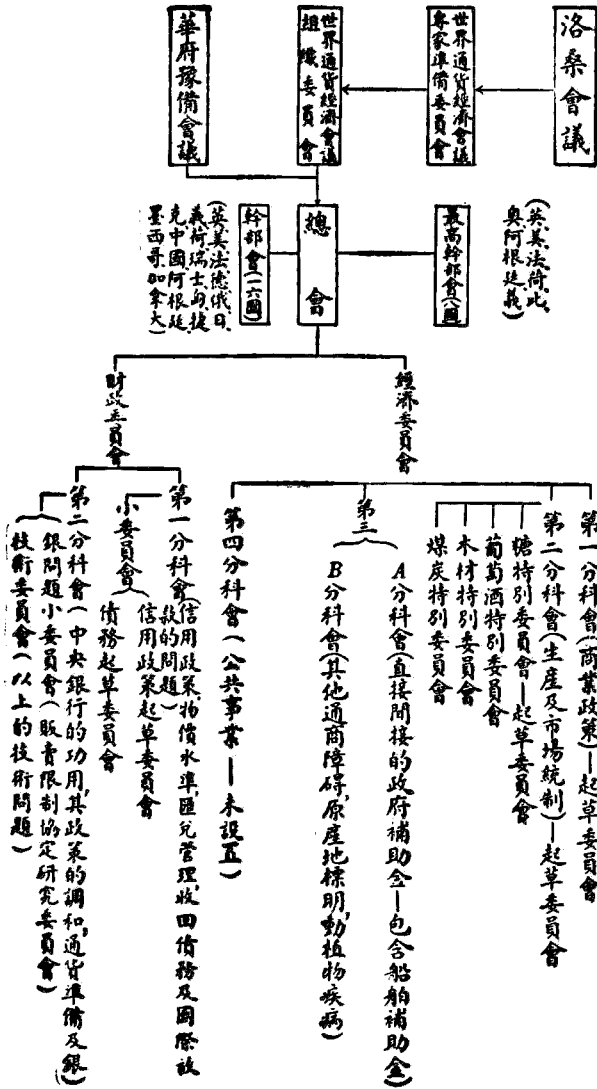 洛桑會議
世界通貨經濟會議
專家準備委員會
世界通貨經濟會議
組織委員會
華府豫備會議
(英、美、法、荷、比、
奧、阿根廷、義)
最高幹部會(八國)
總會
幹部會(一六國)
(英、美、法、德、俄、日、
義、荷、瑞士、匈、捷
克、中國、阿根廷、
墨西哥、加拿大)
經濟委員會
第一分科會(商業政策)—起草委員會
第二分科會(生產及市場統制)—起草委員會
糖特別委員會—起草委員會
葡萄酒特別委員會
木材特別委員會
煤炭特別委員會
第三
A分科會(直接間接的政府補助金—包含船舶補助金)
B分科會(其他通商障碍,原產地標明,動植物疾病)
第四分科會(公共事業—未設置)
財政委員會
第一分科會(信用政策,物價水準,匯兌管理,收回債務及國際放
款的問題)
小委員會
信用政策起草委員會
債務起草委員會
第二分科會(中央銀行的功用,其政策的調和,通貨準備及銀)
銀問題小委員會(販賣限制協定研究委員會)
技術委員會(以上的技術問題)